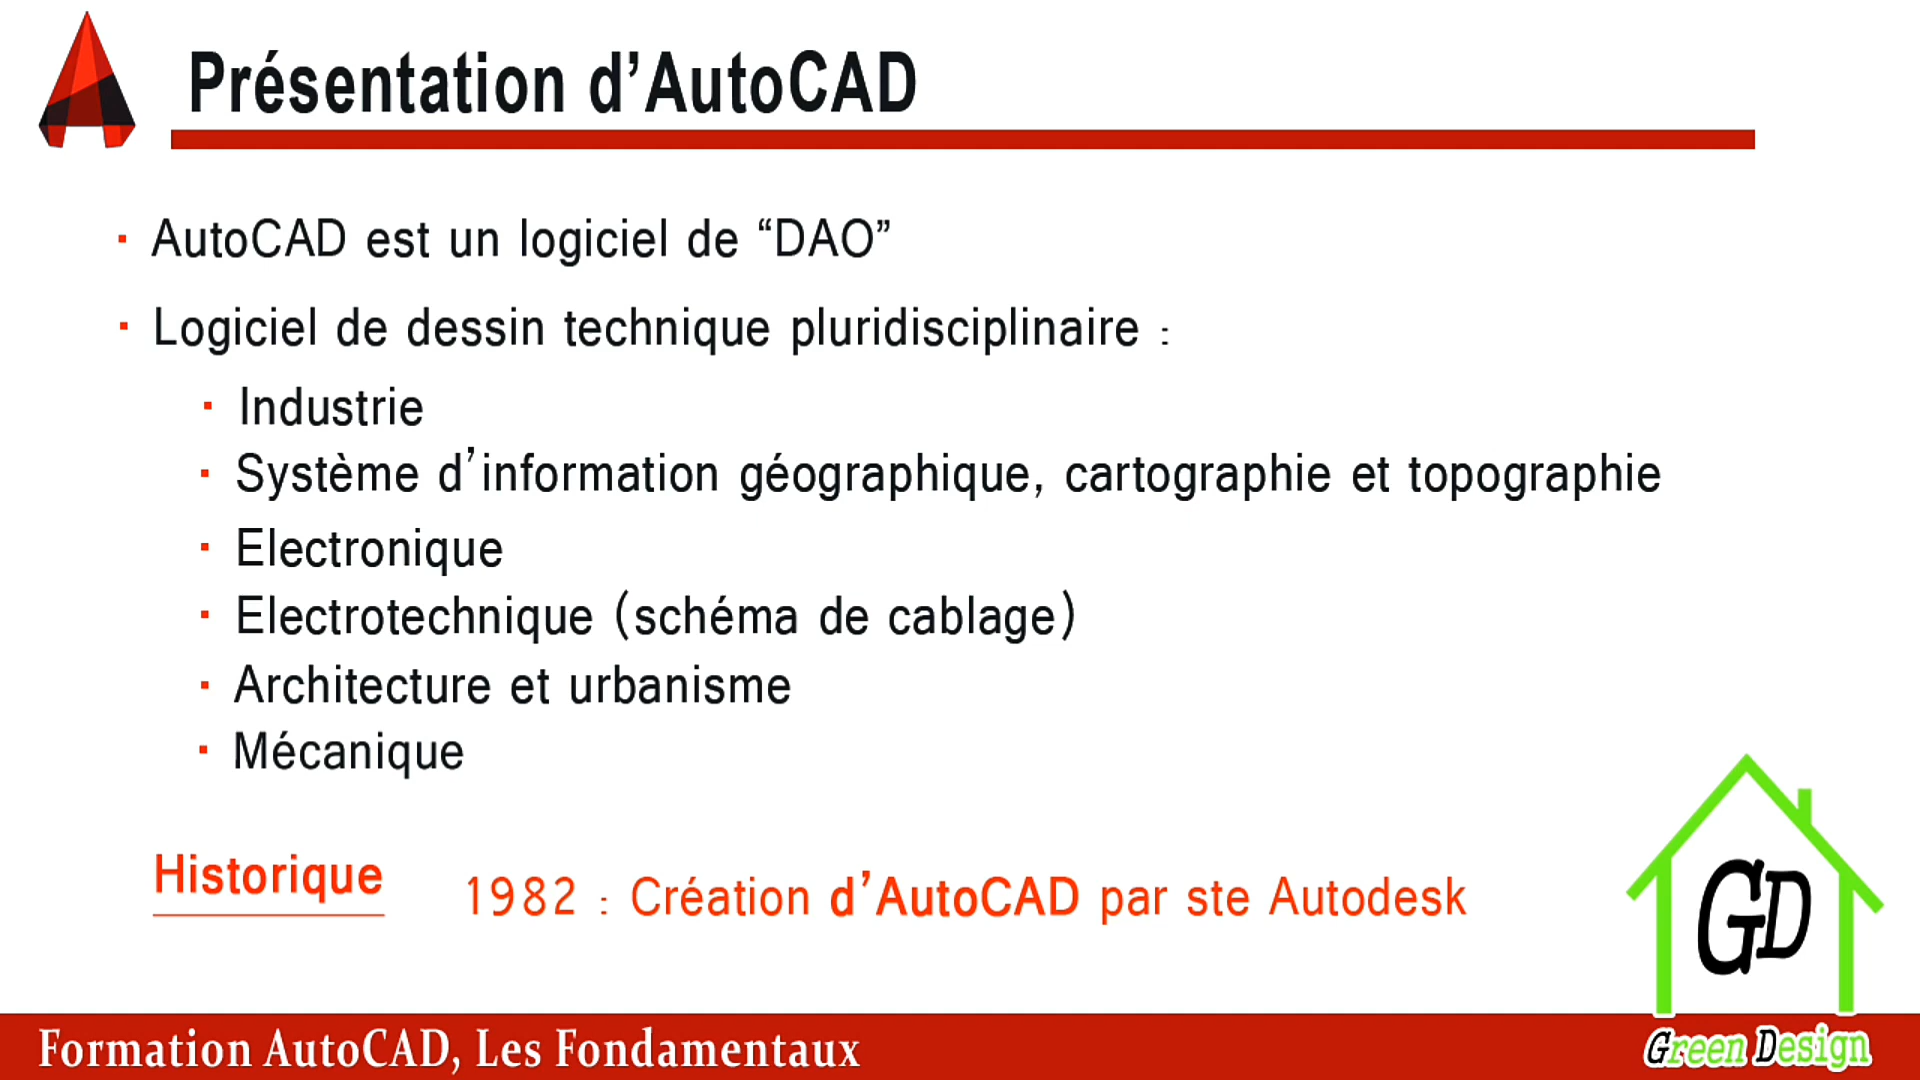 Présentation d’AutoCAD
· AutoCAD est un logiciel de “DAO”
· Logiciel de dessin technique pluridisciplinaire :
· Industrie
· Système d’information géographique, cartographie et topographie
· Electronique
· Electrotechnique (schéma de cablage)
· Architecture et urbanisme
· Mécanique
Historique
1982 : Création d’AutoCAD par ste Autodesk
GD
Formation AutoCAD, Les Fondamentaux
Green Design